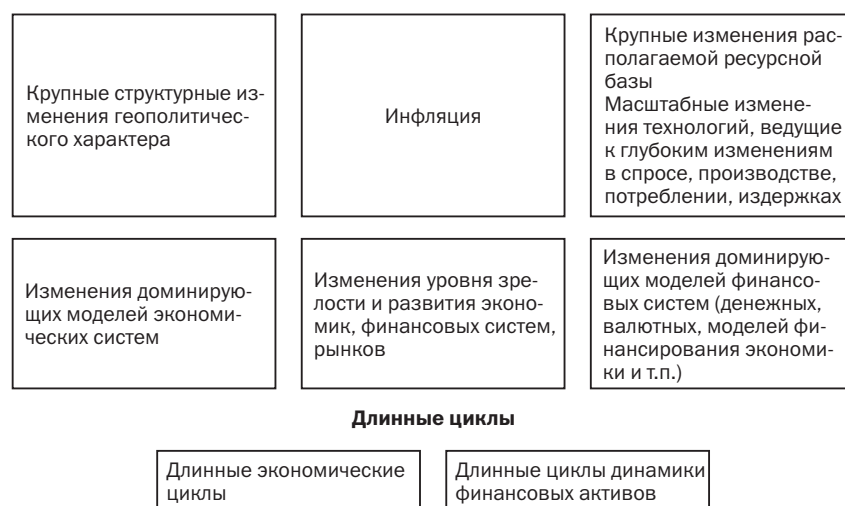 Крупные структурные из-
менения геополитичес-
кого характера
Инфляция
Крупные изменения рас-
полагаемой ресурсной
базы
Масштабные измене-
ния технологий, ведущие
к глубоким изменениям
в спросе, производстве,
потреблении, издержках
Изменения доминирую-
щих моделей экономи-
ческих систем
Изменения уровня зре-
лости и развития эконо-
мик, финансовых систем,
рынков
Изменения доминирую-
щих моделей финансо-
вых систем (денежных,
валютных, моделей фи-
нансирования экономи-
ки и т.п.)
Длинные циклы
Длинные экономические
циклы
Длинные циклы динамики
финансовых активов